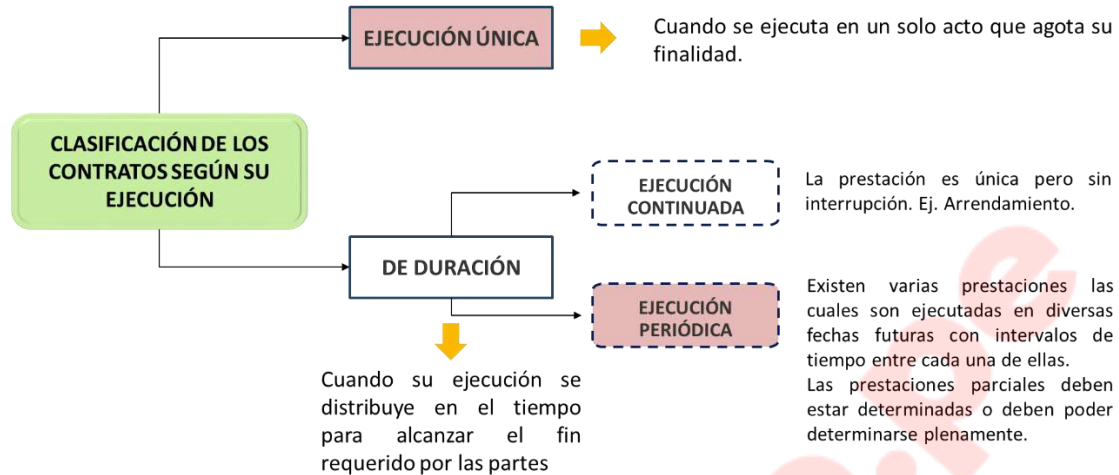 EJECUCIÓN ÚNICA
Cuando se ejecuta en un solo acto que agota su
finalidad.
CLASIFICACIÓN DE LOS
CONTRATOS SEGÚN SU
EJECUCIÓN
EJECUCIÓN
CONTINUADA
La prestación es única pero sin
interrupción. Ej. Arrendamiento.
DE DURACIÓN
EJECUCIÓN
PERIÓDICA
Existen varias prestaciones las
cuales son ejecutadas en diversas
fechas futuras con intervalos de
tiempo entre cada una de ellas.
Las prestaciones parciales deben
estar determinadas o deben poder
determinarse plenamente.
Cuando su ejecución se
distribuye en el tiempo
para alcanzar el fin
requerido por las partes
.pe